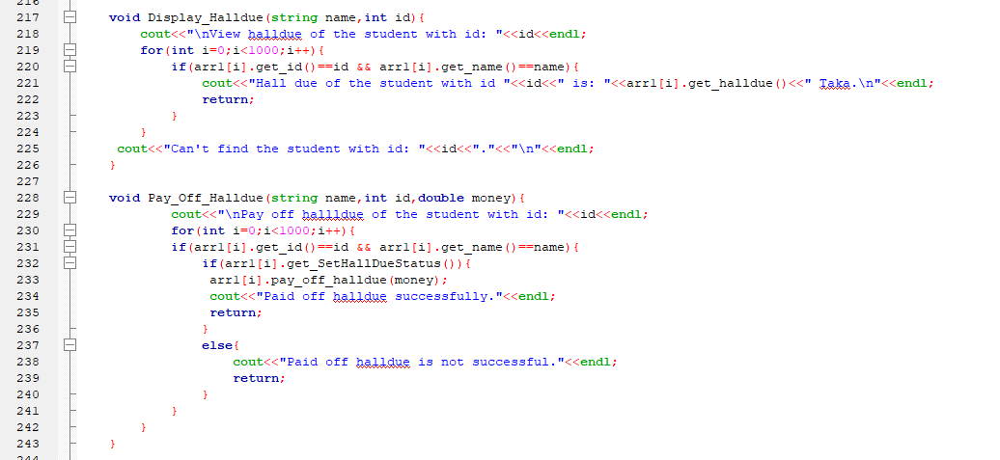 217 void Display_Halldue(string name,int id){
218 cout<<"\nView halldue of the student with id: "<<id<<endl;
219 for(int i=0;i<1000;i++){
220 if(arr1[i].get_id()==id && arr1[i].get_name()==name){
221 cout<<"Hall due of the student with id "<<id<<" is: "<<arr1[i].get_halldue()<<" Taka.\n"<<endl;
222 return;
223 }
224 }
225 cout<<"Can't find the student with id: "<<id<<"."<<"\n"<<endl;
226 }
227
228 void Pay_Off_Halldue(string name,int id,double money){
229 cout<<"\nPay off hallldue of the student with id: "<<id<<endl;
230 for(int i=0;i<1000;i++){
231 if(arr1[i].get_id()==id && arr1[i].get_name()==name){
232 if(arr1[i].get_SetHallDueStatus()){
233 arr1[i].pay_off_halldue(money);
234 cout<<"Paid off halldue successfully."<<endl;
235 return;
236 }
237 else{
238 cout<<"Paid off halldue is not successful."<<endl;
239 return;
240 }
241 }
242 }
243 }